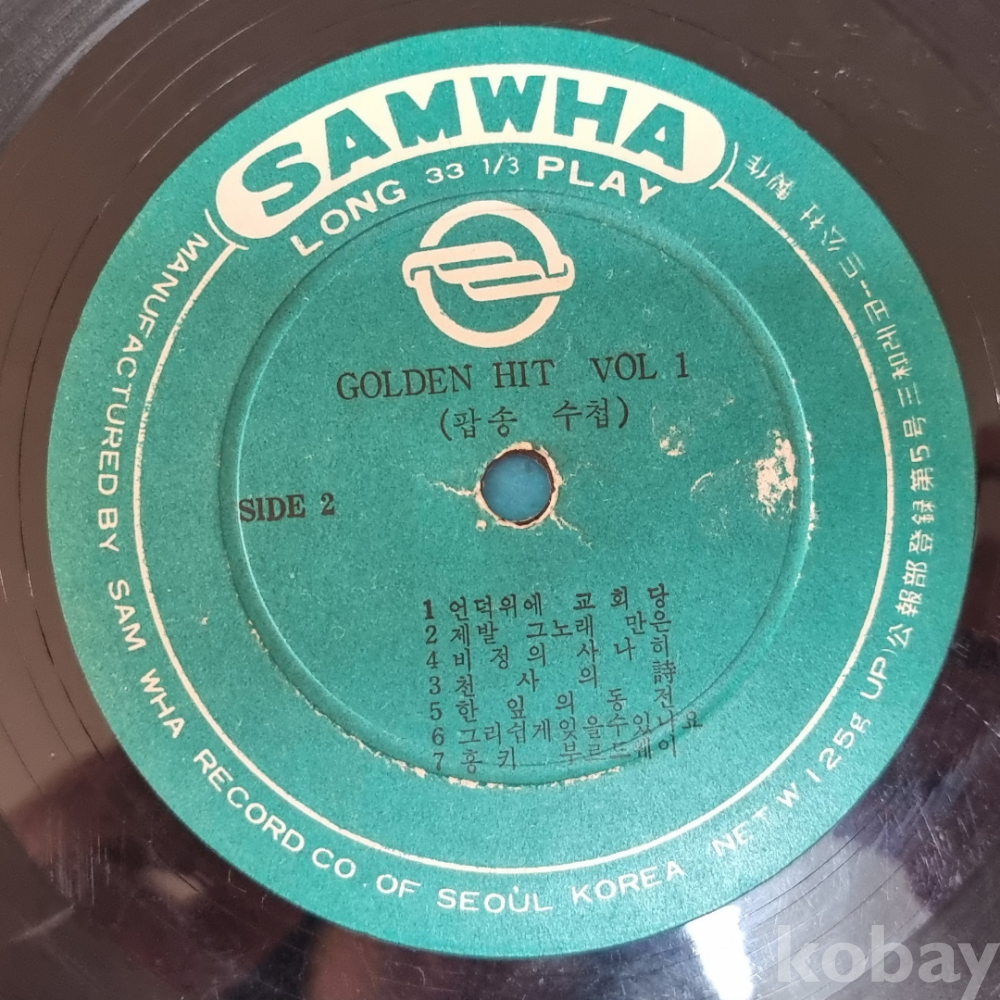 SAMWHA
LONG 33 1/3 PLAY
GOLDEN HIT VOL 1
(팝송 수첩)
SIDE 2
1 언덕위에 교회당
2 제발 그노래 만은
4 비정의 사나히
3 천사의 詩
5 한잎의동전
6 그리쉽게잊을수있나요
7 홍키 부르드웨이
(MANUFACTURED BY SAM WHA RECORD CO. OF SEOUL KOREA NET W 125g UP)公報部登録第5号三和레코-드公社 製作)
kobay